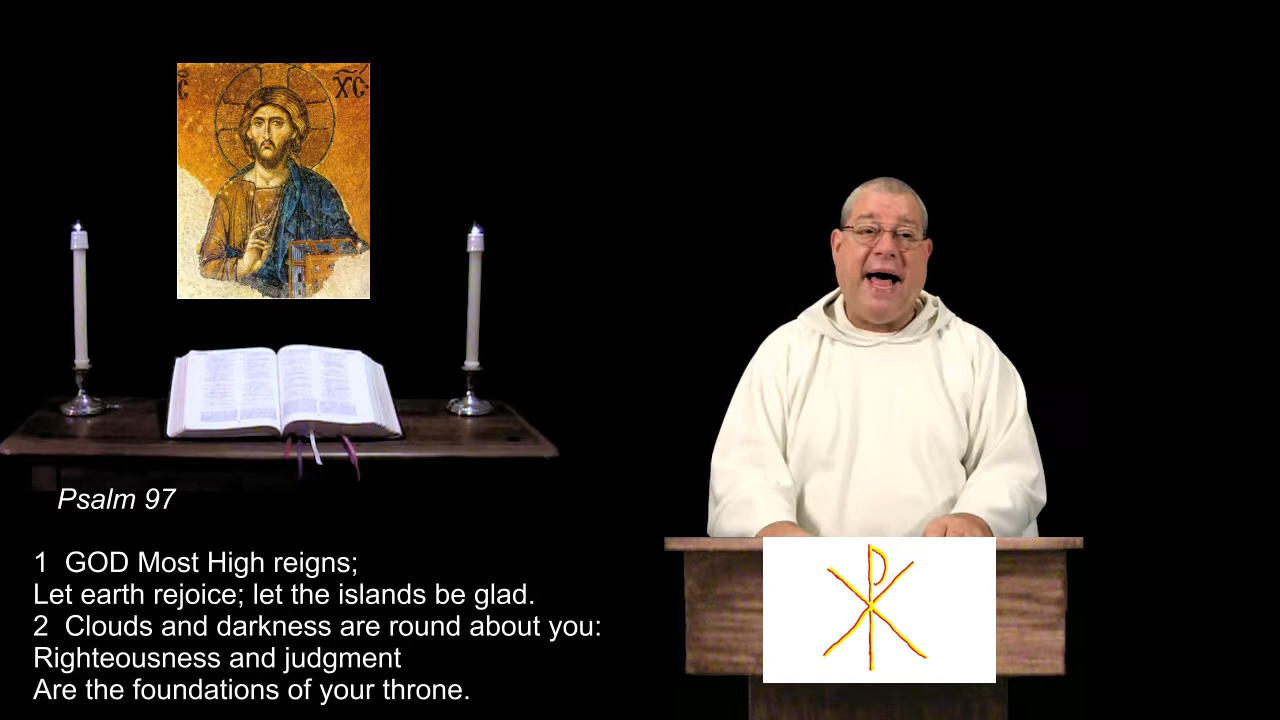 XC
Psalm 97
1 GOD Most High reigns;
Let earth rejoice; let the islands be glad.
2 Clouds and darkness are round about you:
Righteousness and judgment
Are the foundations of your throne.